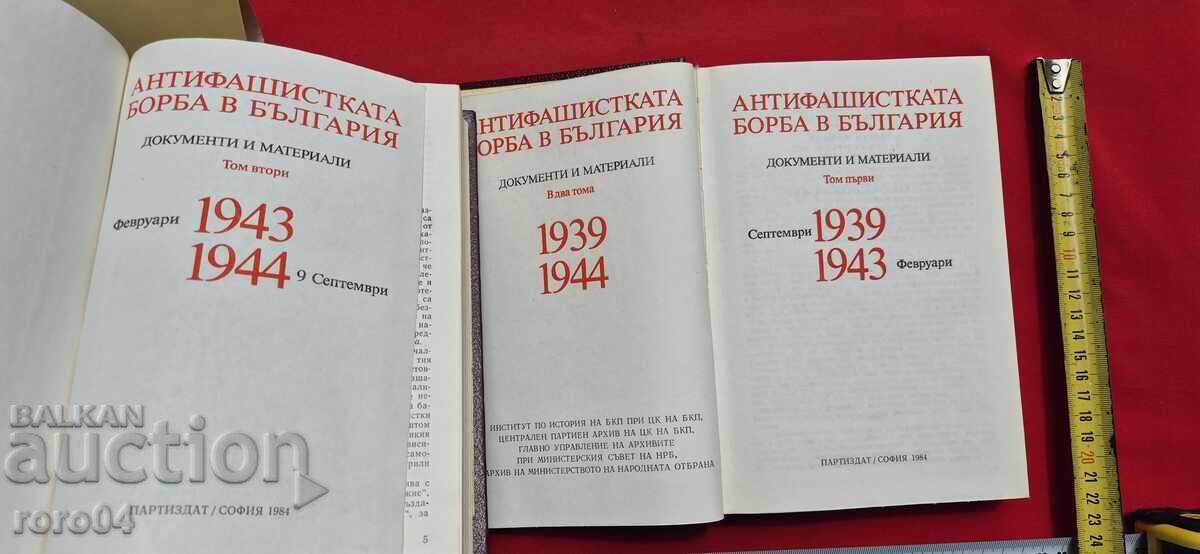 АНТИФАШИСТКАТА
БОРБА В БЪЛГАРИЯ
ДОКУМЕНТИ И МАТЕРИАЛИ
Том втори
Февруари 1943
1944 9 Септември
ПАРТИЗДАТ / СОФИЯ 1984
5
НТИФАШИСТКАТА
ОРБА В БЪЛГАРИЯ
ДОКУМЕНТИ И МАТЕРИАЛИ
В два тома
1939
1944
ИНСТИТУТ ПО ИСТОРИЯ НА БКП ПРИ ЦК НА БКП,
ЦЕНТРАЛЕН ПАРТИЕН АРХИВ НА ЦК НА БКП,
ГЛАВНО УПРАВЛЕНИЕ НА АРХИВИТЕ
ПРИ МИНИСТЕРСКИЯ СЪВЕТ НА НРБ,
АРХИВ НА МИНИСТЕРСТВОТО НА НАРОДНАТА ОТБРАНА
АНТИФАШИСТКАТА
БОРБА В БЪЛГАРИЯ
ДОКУМЕНТИ И МАТЕРИАЛИ
Том първи
Септември 1939
1943 Февруари
ПАРТИЗДАТ / СОФИЯ 1984
BALKAN
auction
roro04